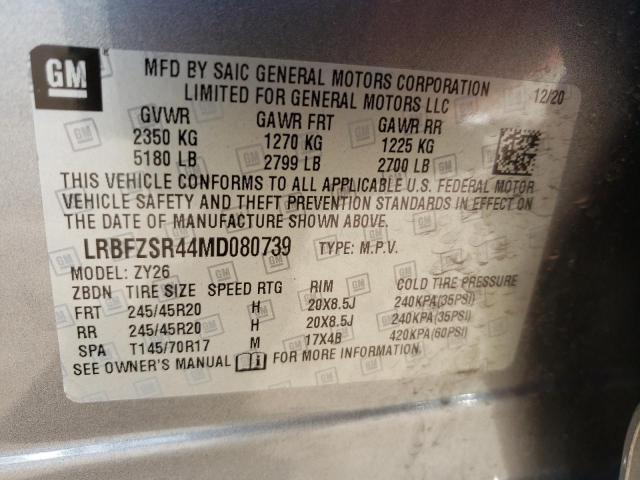 GM
MFD BY SAIC GENERAL MOTORS CORPORATION
LIMITED FOR GENERAL MOTORS LLC 12/20
GVWR GAWR FRT GAWR RR
2350 KG 1270 KG 1225 KG
5180 LB 2799 LB 2700 LB
THIS VEHICLE CONFORMS TO ALL APPLICABLE U.S. FEDERAL MOTOR
VEHICLE SAFETY AND THEFT PREVENTION STANDARDS IN EFFECT ON
THE DATE OF MANUFACTURE SHOWN ABOVE.
LRBFZSR44MD080739 TYPE: M.P.V.
MODEL: ZY26
ZBDN TIRE SIZE SPEED RTG RIM COLD TIRE PRESSURE
FRT 245/45R20 H 20X8.5J 240KPA(35PSI)
RR 245/45R20 H 20X8.5J 240KPA(35PSI)
SPA T145/70R17 M 17X4B 420KPA(60PSI)
SEE OWNER'S MANUAL FOR MORE INFORMATION